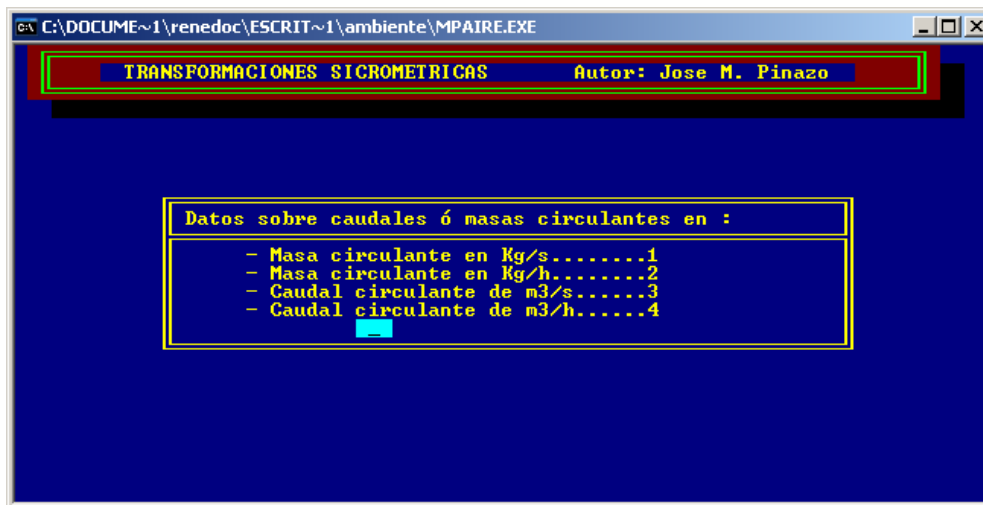 C:\DOCUME~1\renedoc\ESCRIT~1\ambiente\MPAIRE.EXE
TRANSFORMACIONES SICROMETRICAS Autor: Jose M. Pinazo
Datos sobre caudales ó masas circulantes en :
- Masa circulante en Kg/s........1
- Masa circulante en Kg/h........2
- Caudal circulante de m3/s......3
- Caudal circulante de m3/h......4